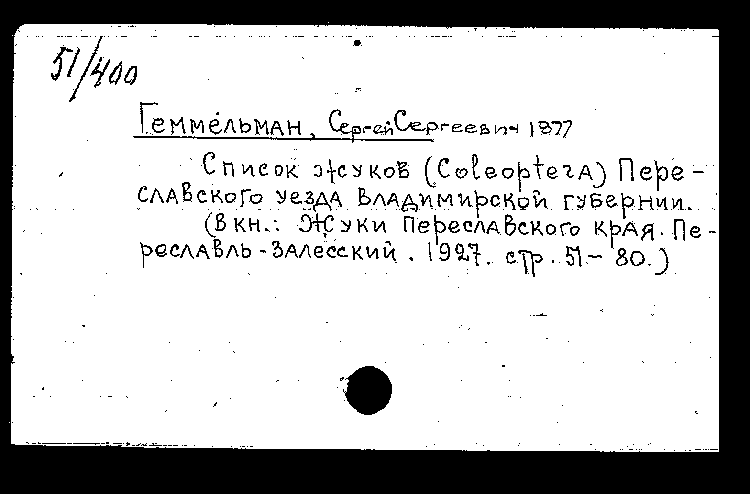 51/400
Геммельман, Сергей Сергеевич 1877
Список жуков (Coleoptera) Пере-
славского уезда Владимирской губернии.
(В кн.: Жуки Переславского края. Пе-
реславль-Залесский. 1927. стр. 51-80.)